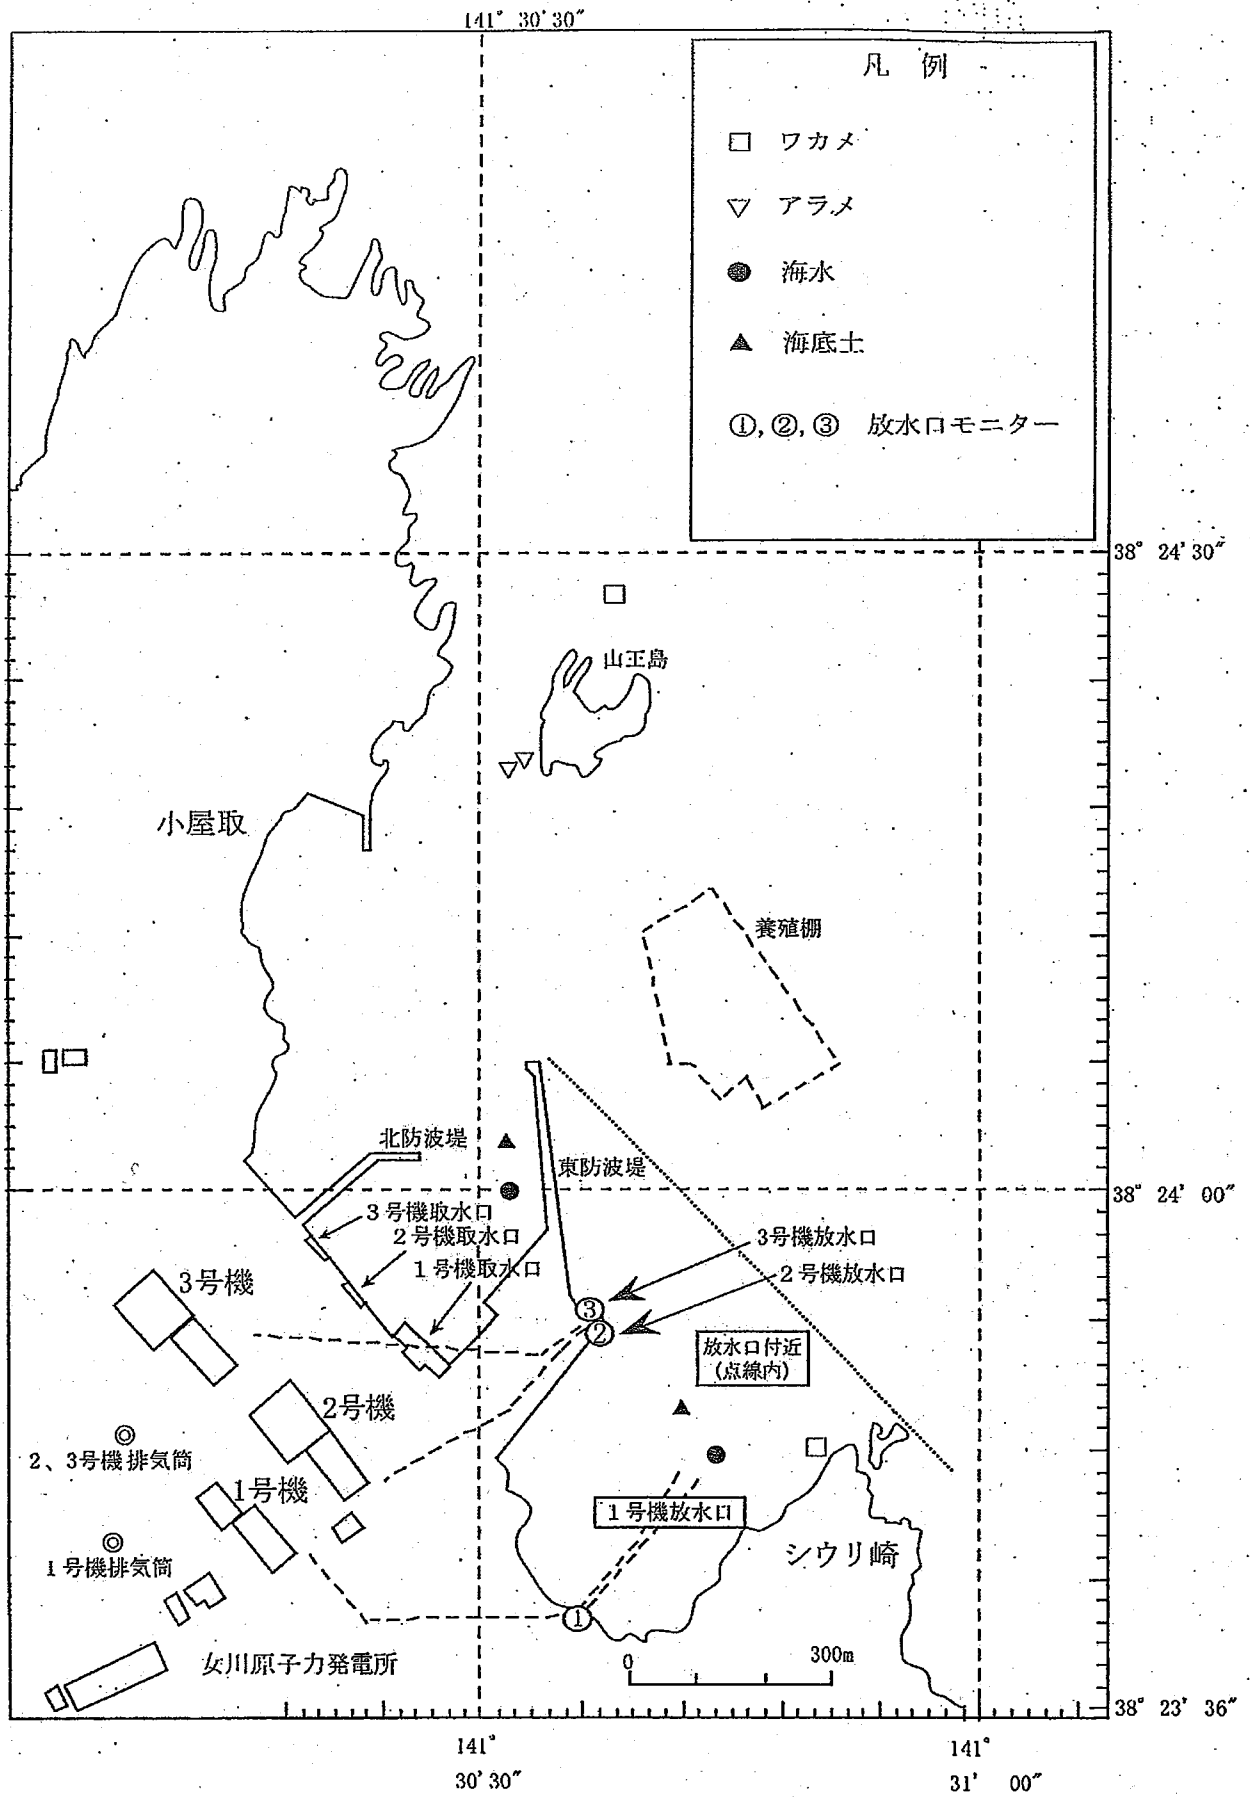 141° 30′30″
凡 例
□ ワカメ
▽ アラメ
● 海水
▲ 海底土
①,②,③ 放水口モニター
38° 24′30″
山王島
小屋取
養殖棚
北防波堤
東防波堤
38° 24′ 00″
3号機取水口
2号機取水口
1号機取水口
3号機放水口
2号機放水口
3号機
③
②
放水口付近
(点線内)
2号機
2、3号機排気筒
1号機
1号機放水口
シウリ崎
1号機排気筒
①
女川原子力発電所
0 300m
38° 23′ 36″
141° 141°
30′30″ 31′ 00″